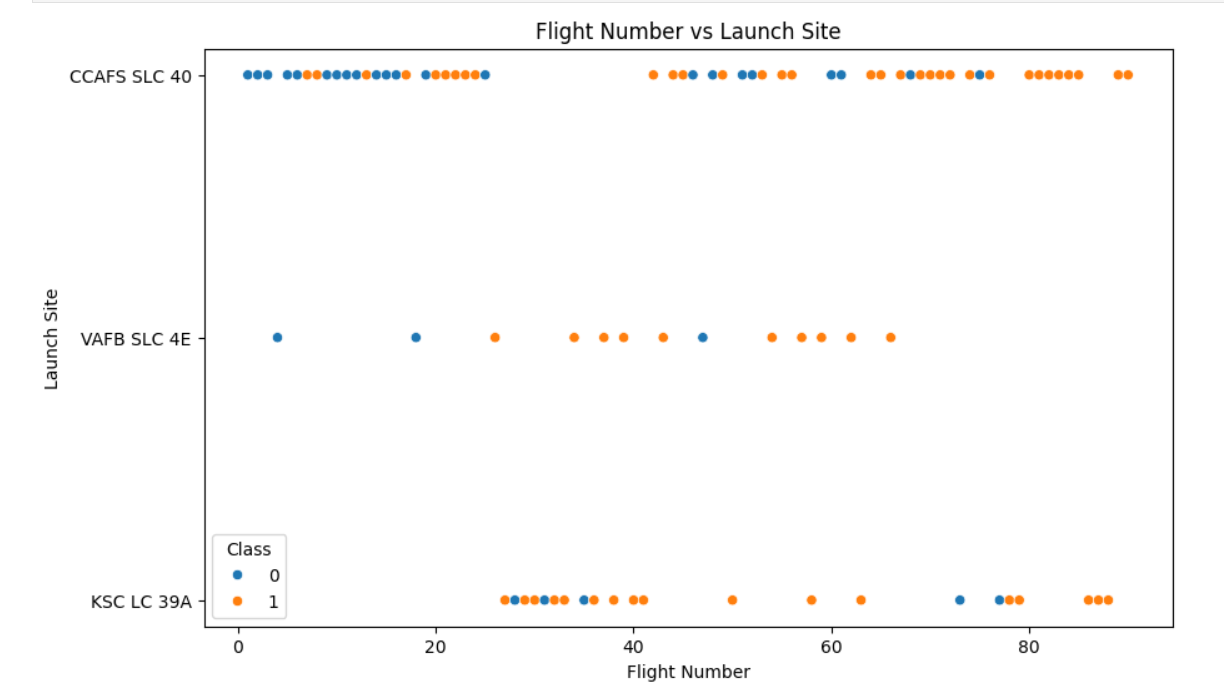 Flight Number vs Launch Site
CCAFS SLC 40
VAFB SLC 4E
KSC LC 39A
Launch Site
Class
0
1
0
20
40
60
80
Flight Number